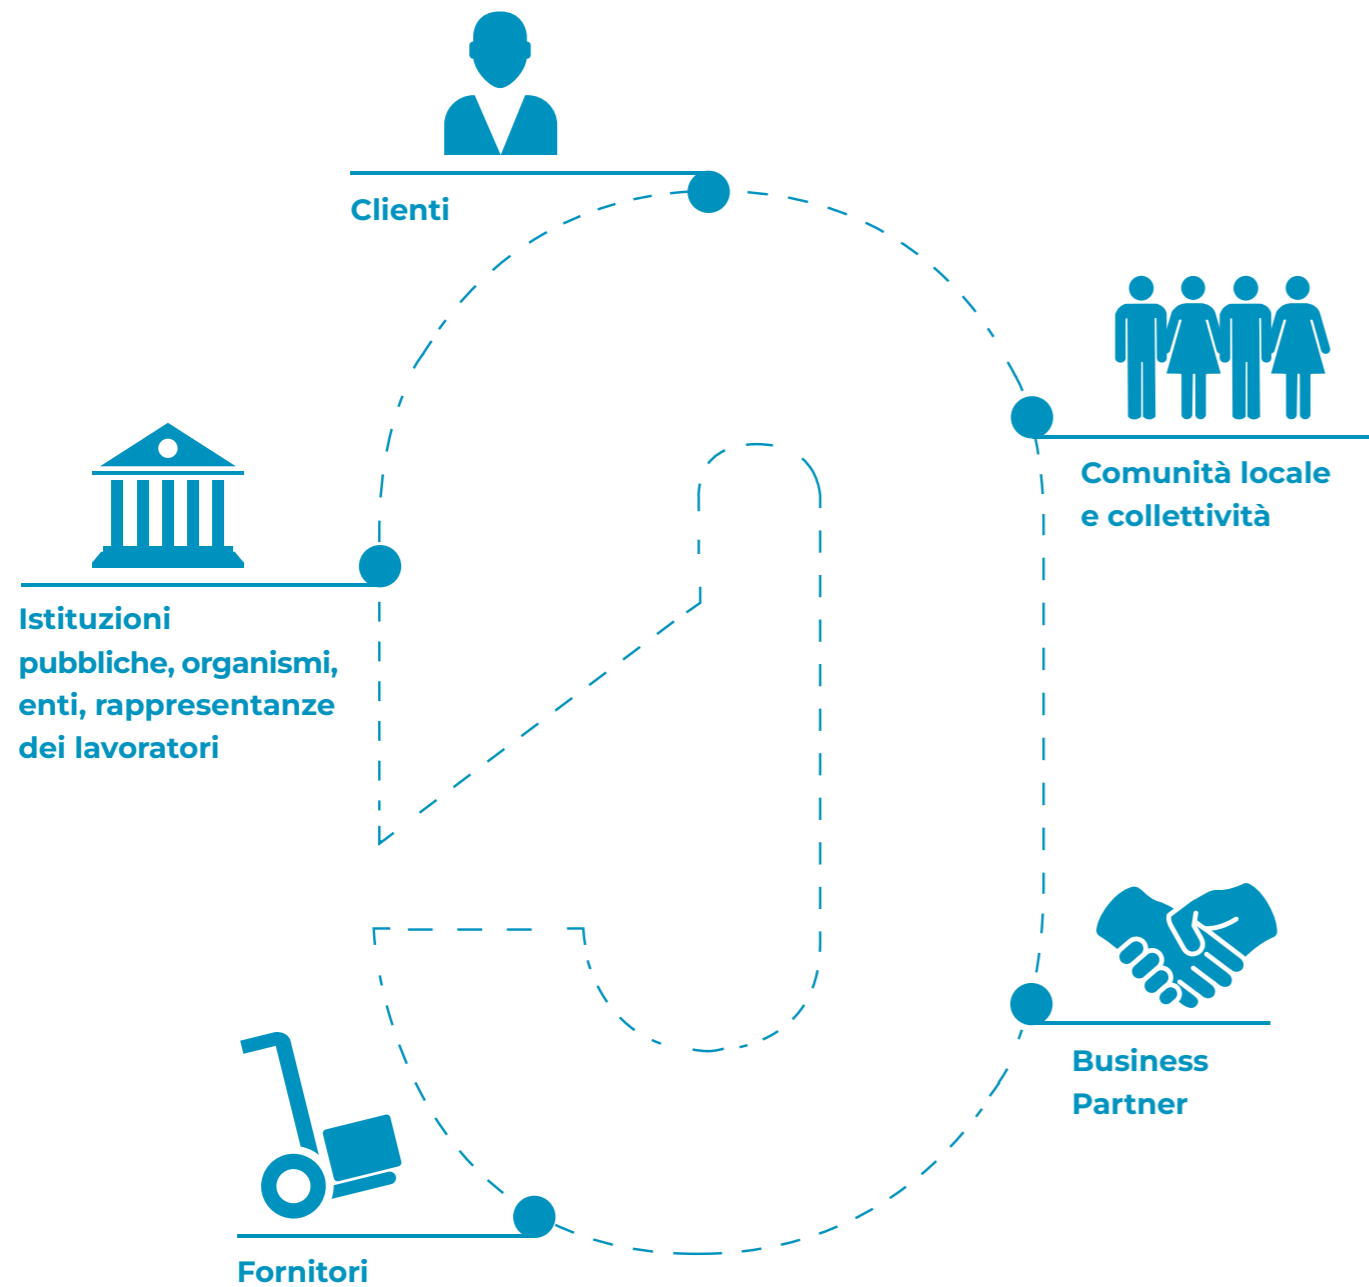 Clienti
Comunità locale
e collettività
Istituzioni
pubbliche, organismi,
enti, rappresentanze
dei lavoratori
Business
Partner
Fornitori